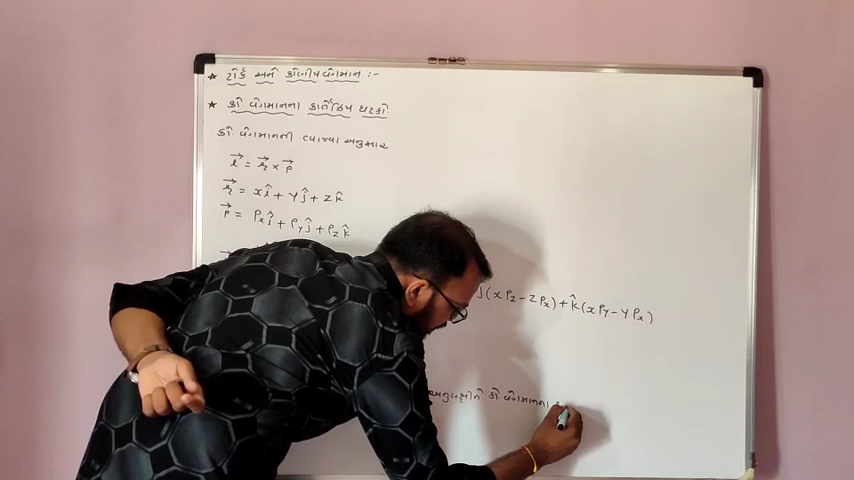 * ટોર્ક અને કોણીય વેગમાન :-
* કો. વેગમાનના કાર્તેઝિય ઘટકો.
કો. વેગમાનની વ્યાખ્યા અનુસાર
l⃗ = r⃗ × p⃗
r⃗ = xî + yĵ + zk̂
p⃗ = Pxî + Pyĵ + Pzk̂
ĵ(xPz − zPx) + k̂(xPy − yPx)
કો. વેગમાનના